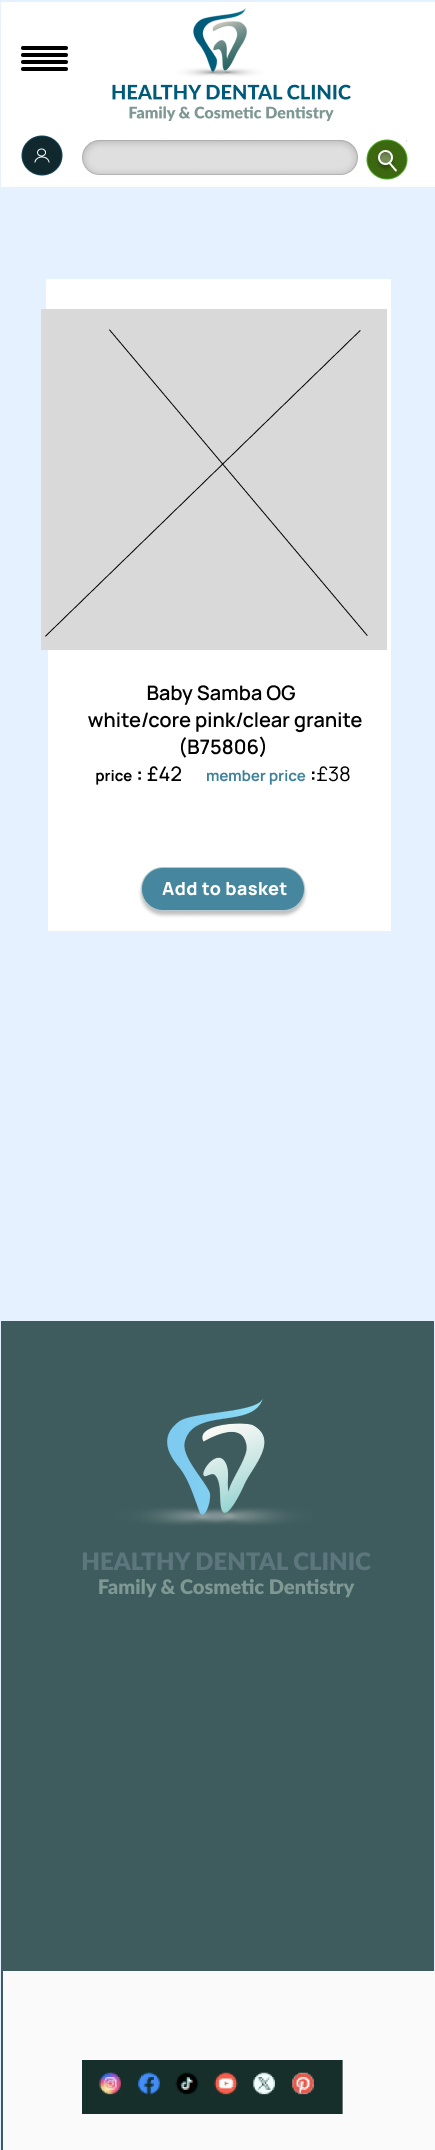 HEALTHY DENTAL CLINIC
Family & Cosmetic Dentistry
Baby Samba OG
white/core pink/clear granite
(B75806)
price : £42 member price :£38
Add to basket
HEALTHY DENTAL CLINIC
Family & Cosmetic Dentistry